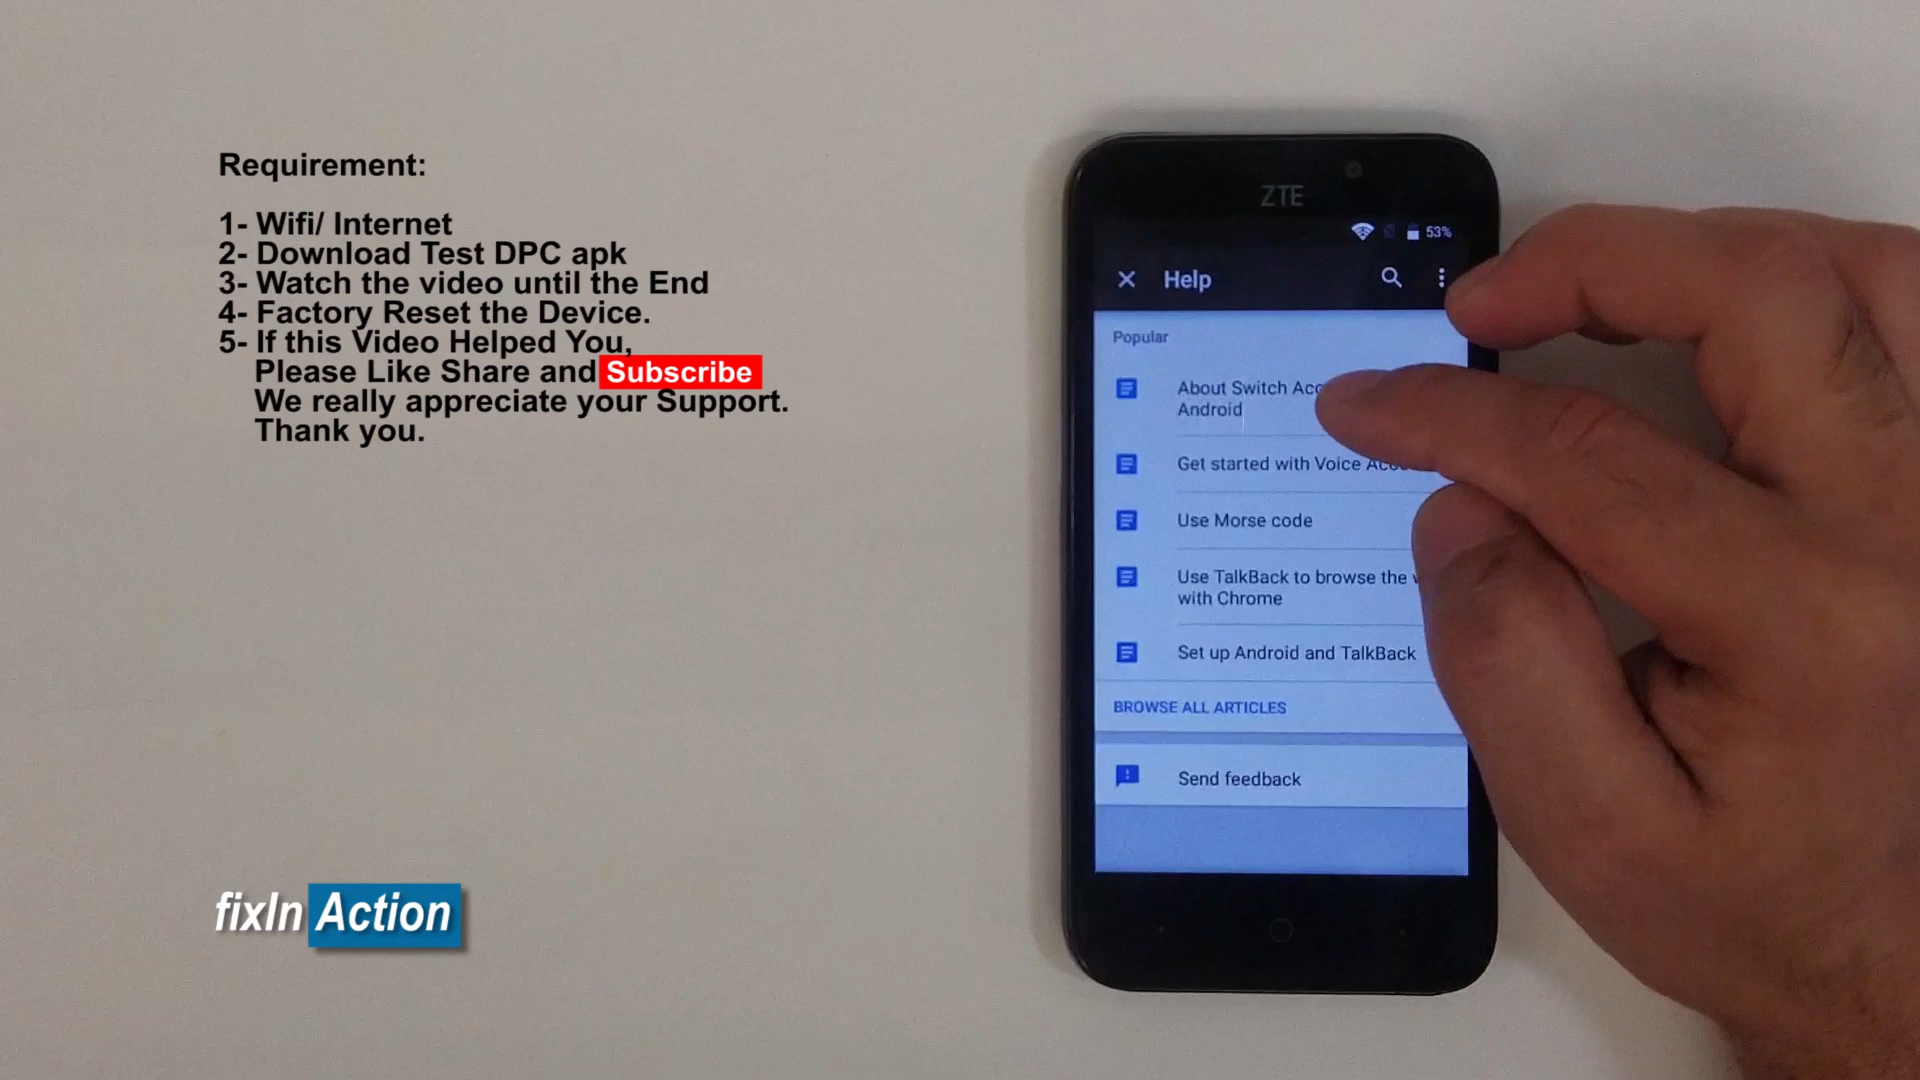 Requirement:
1- Wifi/ Internet
2- Download Test DPC apk
3- Watch the video until the End
4- Factory Reset the Device.
5- If this Video Helped You,
Please Like Share and Subscribe
We really appreciate your Support.
Thank you.
fixIn Action
ZTE
53%
Help
Popular
About Switch
Android
Get started with Voice
Use Morse code
Use TalkBack to browse the
with Chrome
Set up Android and TalkBack
BROWSE ALL ARTICLES
Send feedback